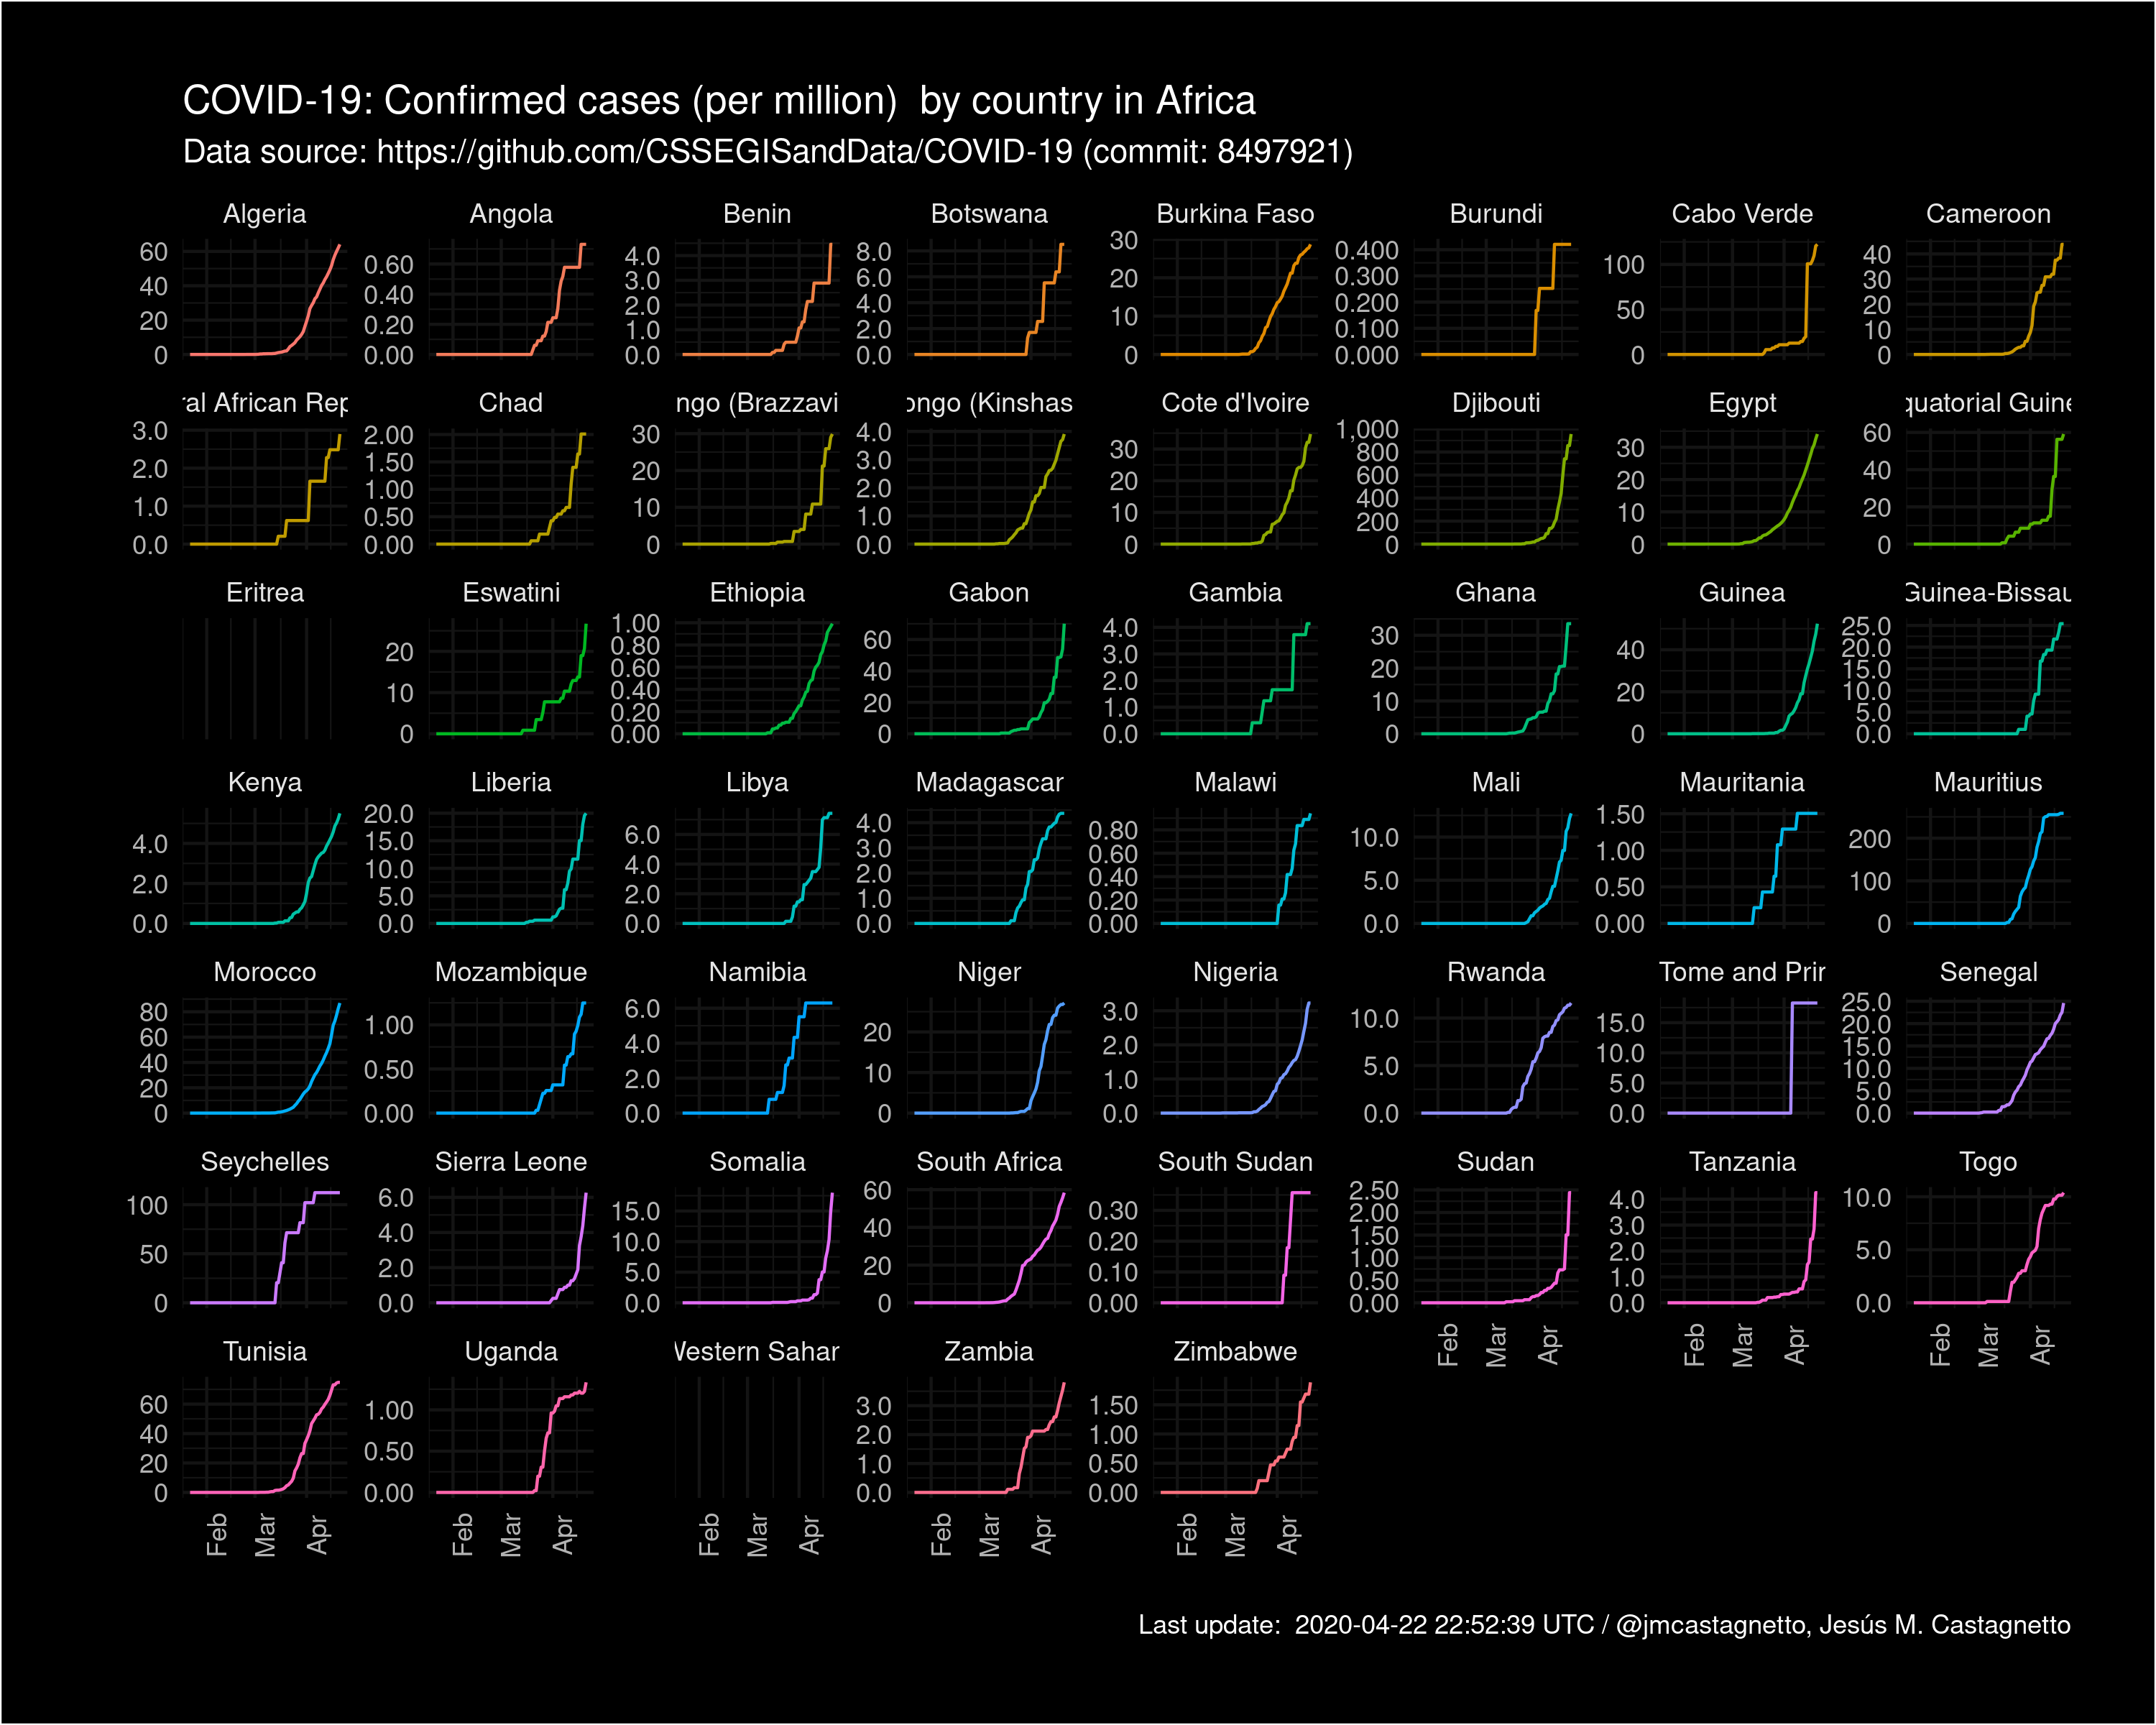 COVID-19: Confirmed cases (per million)  by country in Africa
Data source: https://github.com/CSSEGISandData/COVID-19 (commit: 8497921)
Algeria Angola Benin Botswana Burkina Faso Burundi Cabo Verde Cameroon
60 40 20 0
0.60 0.40 0.20 0.00
4.0 3.0 2.0 1.0 0.0
8.0 6.0 4.0 2.0 0.0
30 20 10 0
0.400 0.300 0.200 0.100 0.000
100 50 0
40 30 20 10 0
ral African Rep Chad ngo (Brazzavi ongo (Kinshas Cote d'Ivoire Djibouti Egypt quatorial Guine
3.0 2.0 1.0 0.0
2.00 1.50 1.00 0.50 0.00
30 20 10 0
4.0 3.0 2.0 1.0 0.0
30 20 10 0
1,000 800 600 400 200 0
30 20 10 0
60 40 20 0
Eritrea Eswatini Ethiopia Gabon Gambia Ghana Guinea Guinea-Bissau
20 10 0
1.00 0.80 0.60 0.40 0.20 0.00
60 40 20 0
4.0 3.0 2.0 1.0 0.0
30 20 10 0
40 20 0
25.0 20.0 15.0 10.0 5.0 0.0
Kenya Liberia Libya Madagascar Malawi Mali Mauritania Mauritius
4.0 2.0 0.0
20.0 15.0 10.0 5.0 0.0
6.0 4.0 2.0 0.0
4.0 3.0 2.0 1.0 0.0
0.80 0.60 0.40 0.20 0.00
10.0 5.0 0.0
1.50 1.00 0.50 0.00
200 100 0
Morocco Mozambique Namibia Niger Nigeria Rwanda Tome and Prin Senegal
80 60 40 20 0
1.00 0.50 0.00
6.0 4.0 2.0 0.0
20 10 0
3.0 2.0 1.0 0.0
10.0 5.0 0.0
15.0 10.0 5.0 0.0
25.0 20.0 15.0 10.0 5.0 0.0
Seychelles Sierra Leone Somalia South Africa South Sudan Sudan Tanzania Togo
100 50 0
6.0 4.0 2.0 0.0
15.0 10.0 5.0 0.0
60 40 20 0
0.30 0.20 0.10 0.00
2.50 2.00 1.50 1.00 0.50 0.00
4.0 3.0 2.0 1.0 0.0
10.0 5.0 0.0
Feb Mar Apr Feb Mar Apr Feb Mar Apr
Tunisia Uganda Western Sahar Zambia Zimbabwe
60 40 20 0
1.00 0.50 0.00
3.0 2.0 1.0 0.0
1.50 1.00 0.50 0.00
Feb Mar Apr Feb Mar Apr Feb Mar Apr Feb Mar Apr Feb Mar Apr
Last update:  2020-04-22 22:52:39 UTC / @jmcastagnetto, Jesús M. Castagnetto